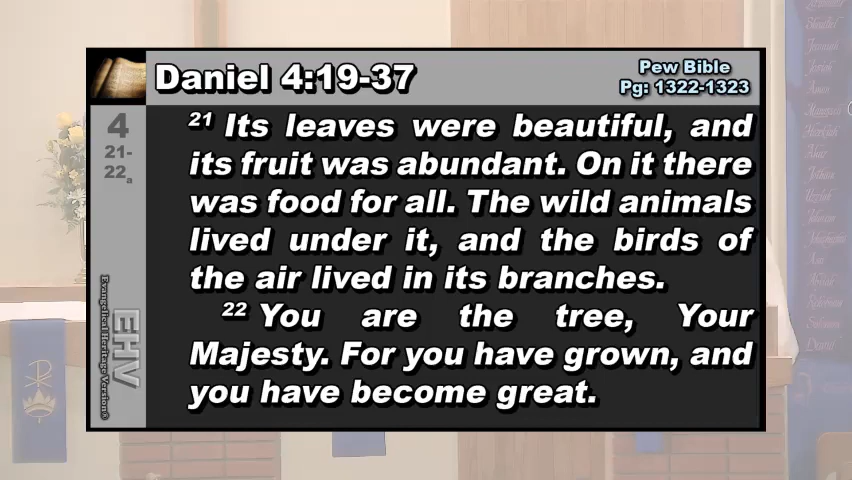 Daniel 4:19-37
Pew Bible
Pg: 1322-1323
4
21-
22a
EHV
Evangelical Heritage Version®
21 Its leaves were beautiful, and
its fruit was abundant. On it there
was food for all. The wild animals
lived under it, and the birds of
the air lived in its branches.
22 You are the tree, Your
Majesty. For you have grown, and
you have become great.
Daniel